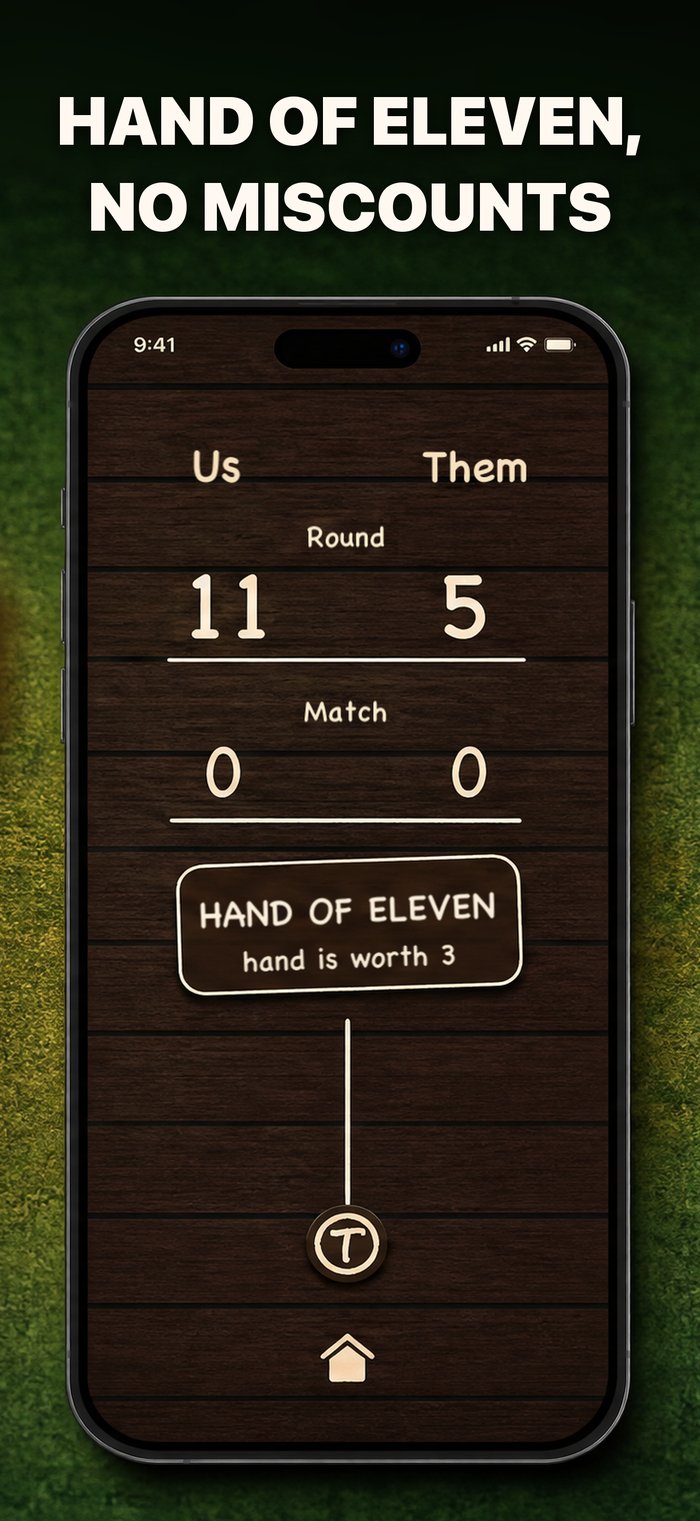 HAND OF ELEVEN,
NO MISCOUNTS
9:41
Us Them
Round
11 5
Match
0 0
HAND OF ELEVEN
hand is worth 3
T